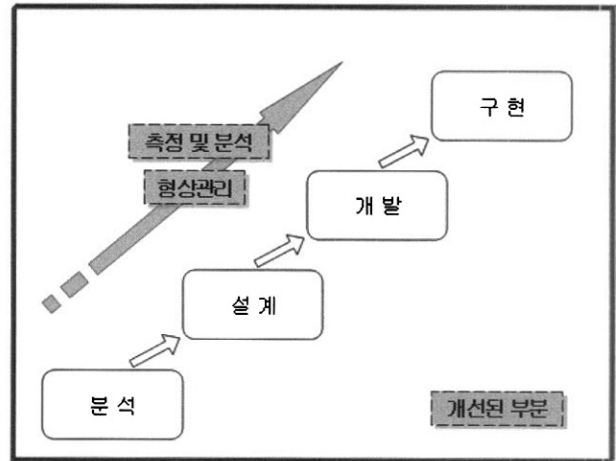 구 현
측정 및 분석
형상관리
개 발
설 계
분 석
개선된 부분